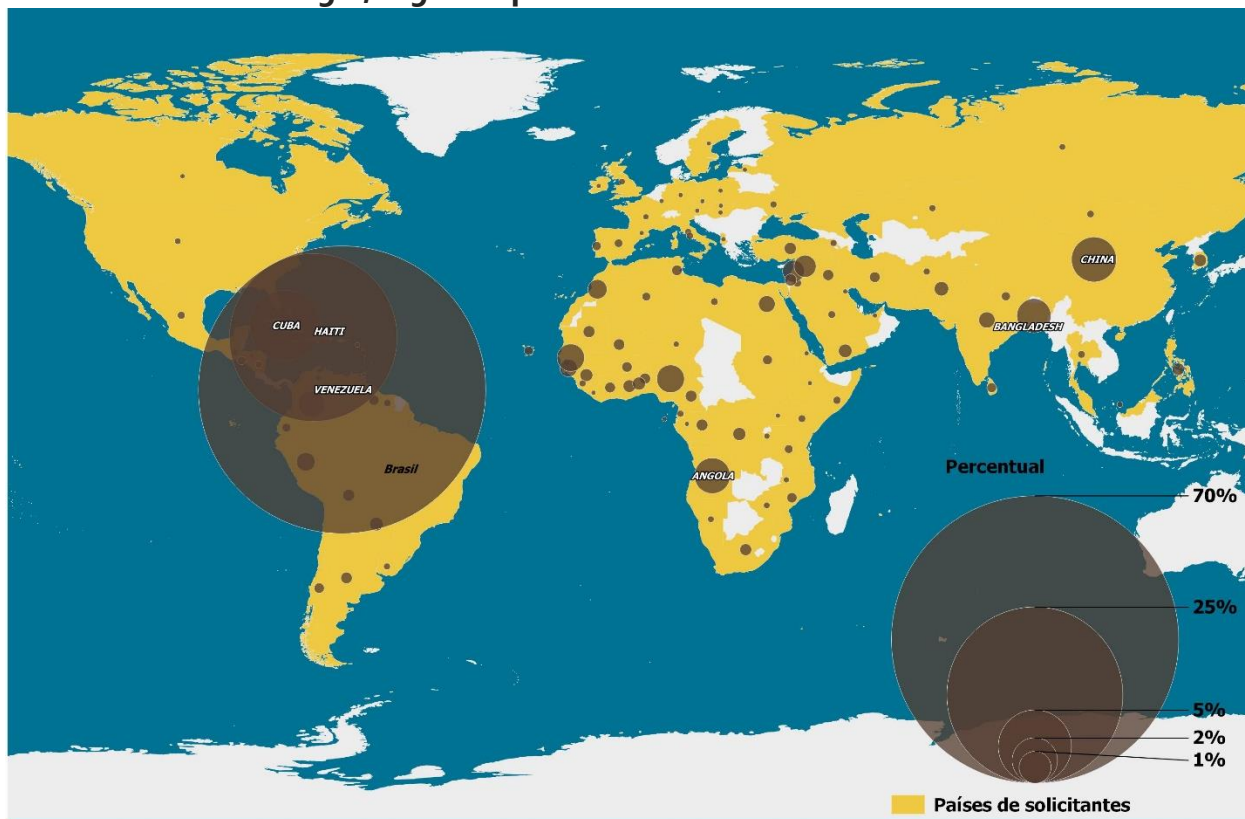 CHINA
CUBA
HAITI
BANGLADESH
VENEZUELA
Brasil
Percentual
ANGOLA
70%
25%
5%
2%
1%
Países de solicitantes